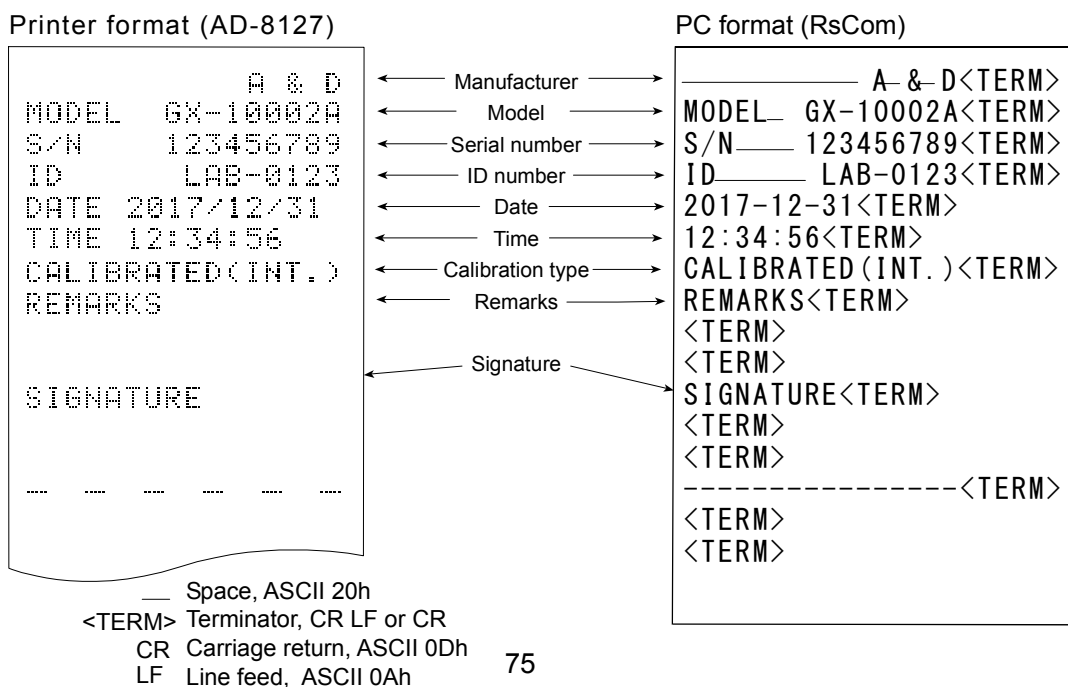 Printer format (AD-8127)
A & D
MODEL GX-10002A
S/N 123456789
ID LAB-0123
DATE 2017/12/31
TIME 12:34:56
CALIBRATED(INT.)
REMARKS
SIGNATURE
Manufacturer
Model
Serial number
ID number
Date
Time
Calibration type
Remarks
Signature
PC format (RsCom)
A & D<TERM>
MODEL GX-10002A<TERM>
S/N 123456789<TERM>
ID LAB-0123<TERM>
2017-12-31<TERM>
12:34:56<TERM>
CALIBRATED(INT.)<TERM>
REMARKS<TERM>
<TERM>
<TERM>
SIGNATURE<TERM>
<TERM>
<TERM>
----------------<TERM>
<TERM>
<TERM>
__ Space, ASCII 20h
<TERM> Terminator, CR LF or CR
CR Carriage return, ASCII 0Dh
LF Line feed, ASCII 0Ah
75